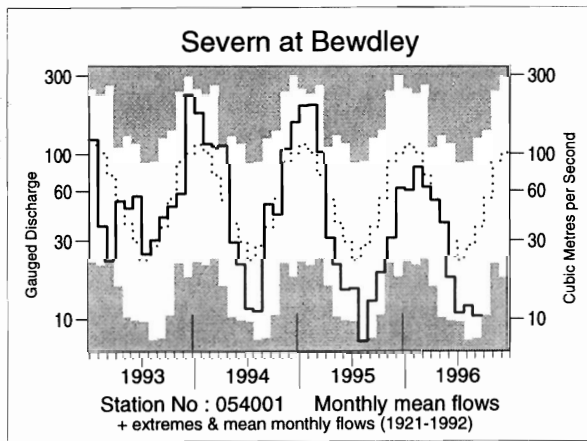 Severn at Bewdley
300 300
100 100
60 60
30 30
10 10
Gauged Discharge
Cubic Metres per Second
1993 1994 1995 1996
Station No : 054001 Monthly mean flows
+ extremes & mean monthly flows (1921-1992)